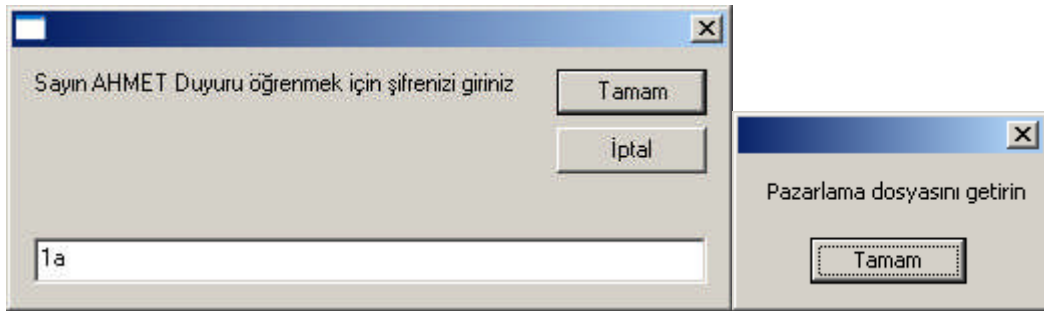 Sayın AHMET Duyuru öğrenmek için şifrenizi giriniz
Tamam
İptal
1a
Pazarlama dosyasını getirin
Tamam